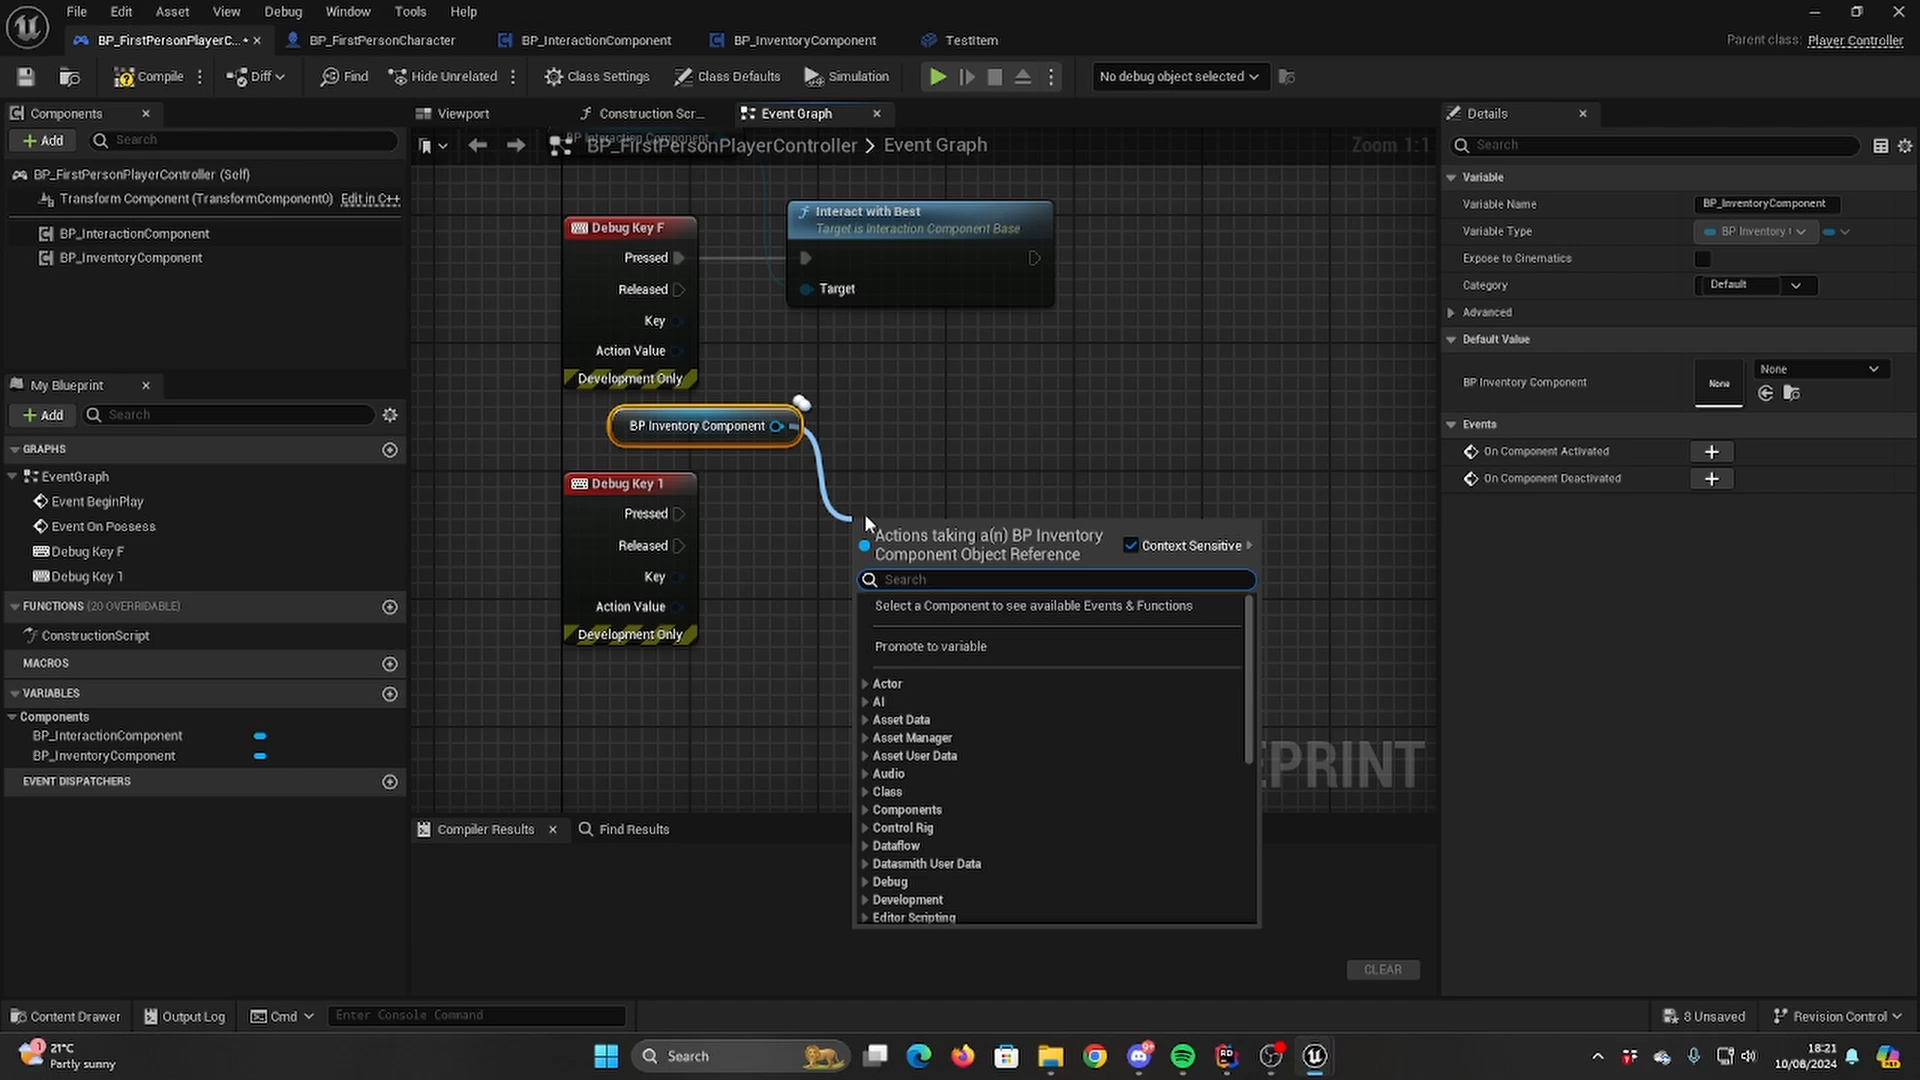 File Edit Asset View Debug Window Tools Help
BP_FirstPersonPlayerC...• BP_FirstPersonCharacter BP_InteractionComponent BP_InventoryComponent TestItem Parent class: Player Controller
Compile Diff Find Hide Unrelated Class Settings Class Defaults Simulation No debug object selected
Components
Add Search
BP_FirstPersonPlayerController (Self)
Transform Component (TransformComponent0) Edit in C++
BP_InteractionComponent
BP_InventoryComponent
My Blueprint
Add Search
GRAPHS
EventGraph
Event BeginPlay
Event On Possess
Debug Key F
Debug Key 1
FUNCTIONS (20 OVERRIDABLE)
ConstructionScript
MACROS
VARIABLES
Components
BP_InteractionComponent
BP_InventoryComponent
EVENT DISPATCHERS
Viewport Construction Scr... Event Graph
BP Interaction Component
BP_FirstPersonPlayerController > Event Graph Zoom 1:1
Debug Key F
Pressed
Released
Key
Action Value
Development Only
Interact with Best
Target is Interaction Component Base
Target
BP Inventory Component
Debug Key 1
Pressed
Released
Key
Action Value
Development Only
Actions taking a(n) BP Inventory
Component Object Reference
Context Sensitive
Search
Select a Component to see available Events & Functions
Promote to variable
Actor
AI
Asset Data
Asset Manager
Asset User Data
Audio
Class
Components
Control Rig
Dataflow
Datasmith User Data
Debug
Development
Editor Scripting
EPRINT
Compiler Results Find Results
CLEAR
Details
Search
Variable
Variable Name BP_InventoryComponent
Variable Type BP Inventory
Expose to Cinematics
Category Default
Advanced
Default Value
BP Inventory Component None None
Events
On Component Activated
On Component Deactivated
Content Drawer Output Log Cmd Enter Console Command 8 Unsaved Revision Control
1 21°C
Partly sunny
Search
18:21
10/08/2024